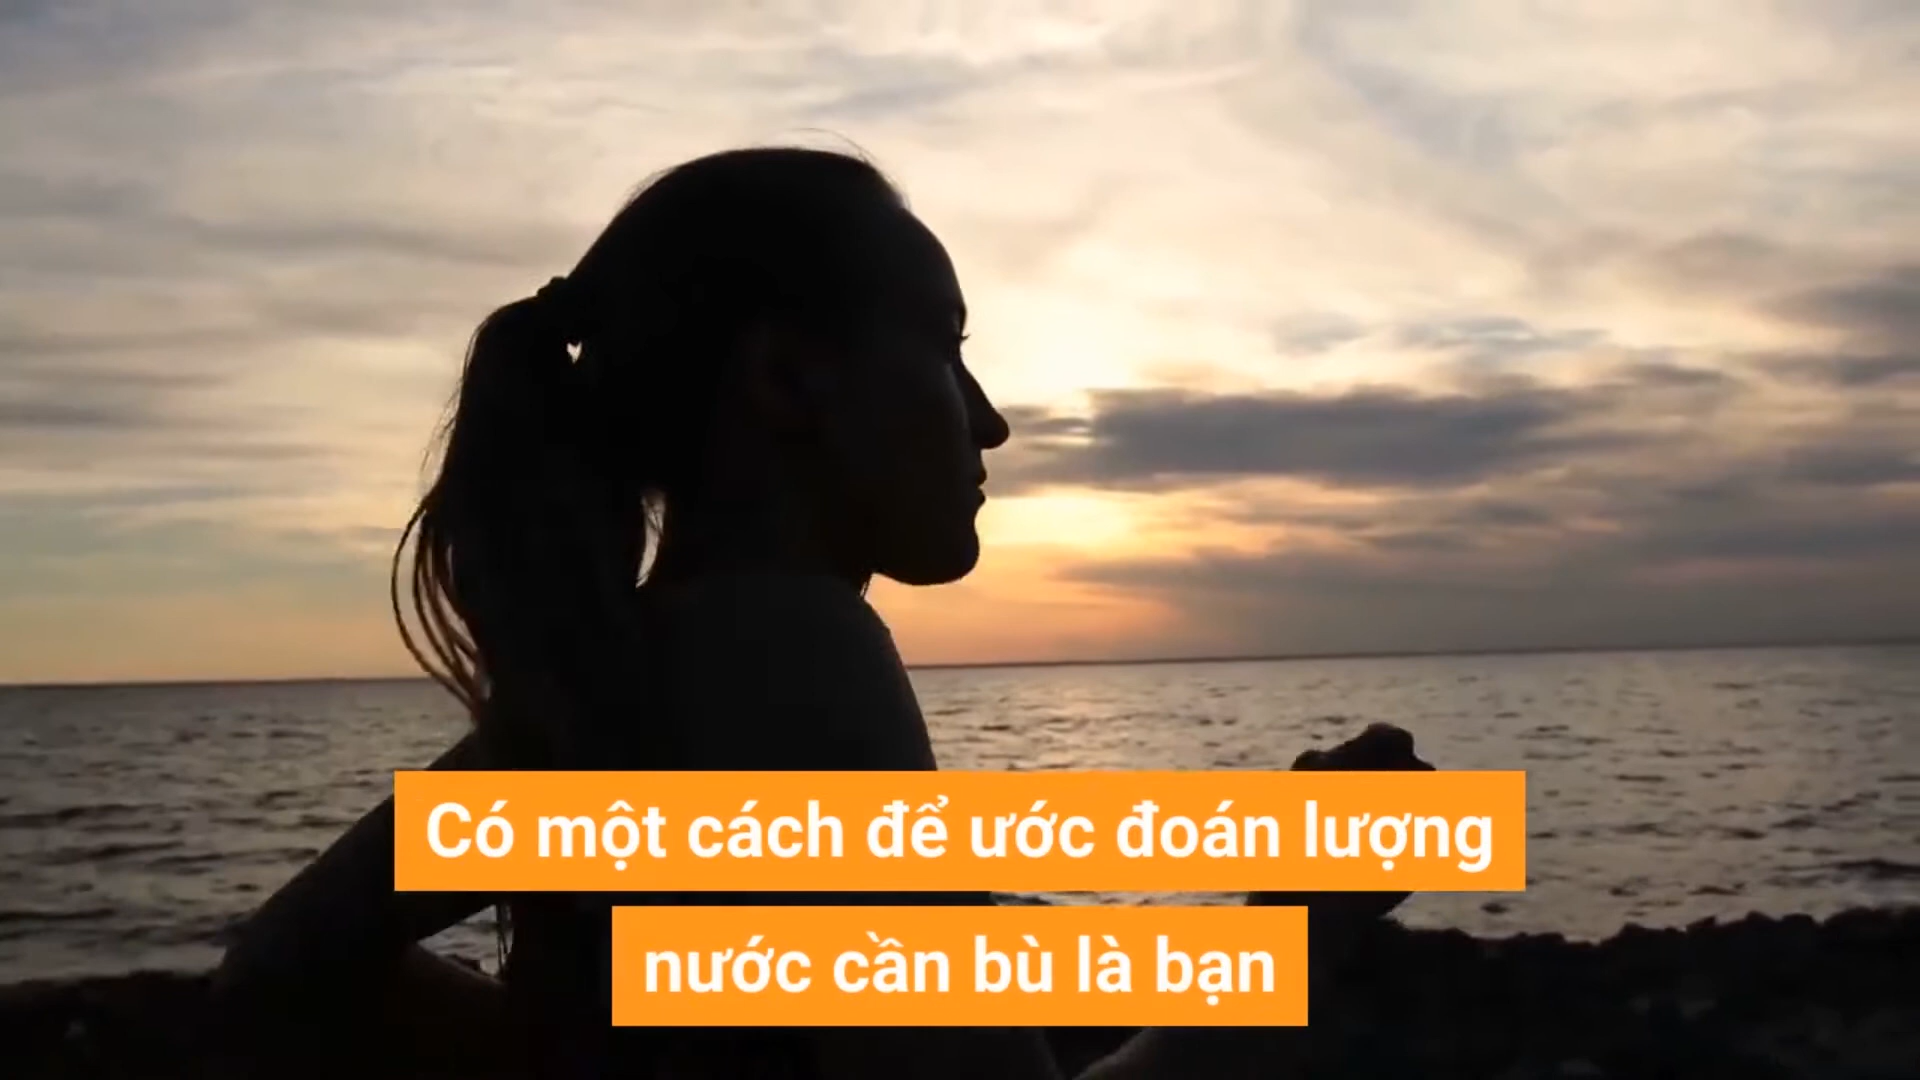 Có một cách để ước đoán lượng
nước cần bù là bạn